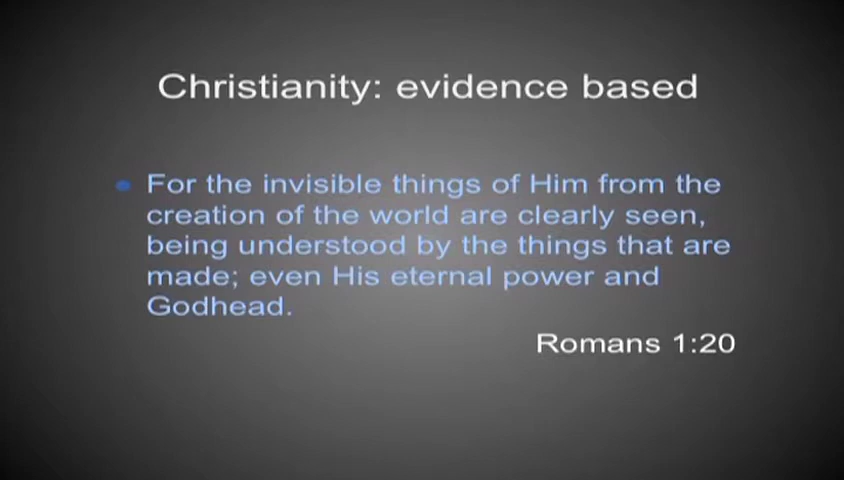 Christianity: evidence based
For the invisible things of Him from the
creation of the world are clearly seen,
being understood by the things that are
made; even His eternal power and
Godhead.
Romans 1:20